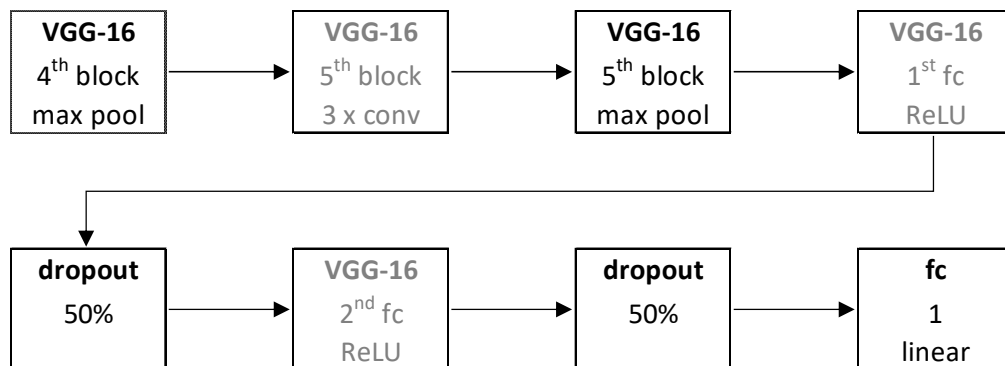 VGG-16
4th block
max pool
VGG-16
5th block
3 x conv
VGG-16
5th block
max pool
VGG-16
1st fc
ReLU
dropout
50%
VGG-16
2nd fc
ReLU
dropout
50%
fc
1
linear